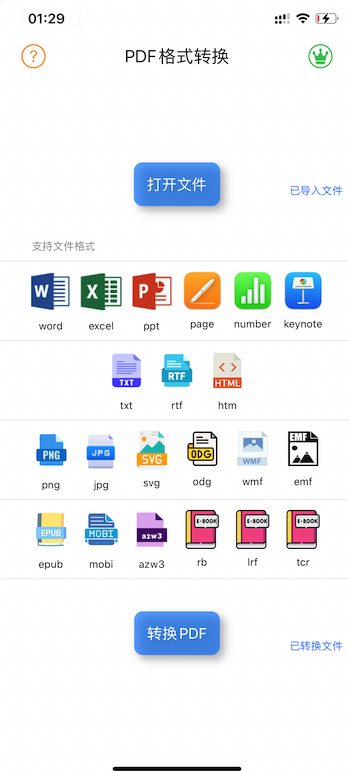 01:29
?
PDF格式转换
打开文件
已导入文件
支持文件格式
W X P
word excel ppt page number keynote
TXT RTF HTML
txt rtf htm
PNG JPG SVG ODG WMF EMF
png jpg svg odg wmf emf
EPUB MOBI azw3 E-BOOK E-BOOK E-BOOK
epub mobi azw3 rb lrf tcr
转换PDF
已转换文件